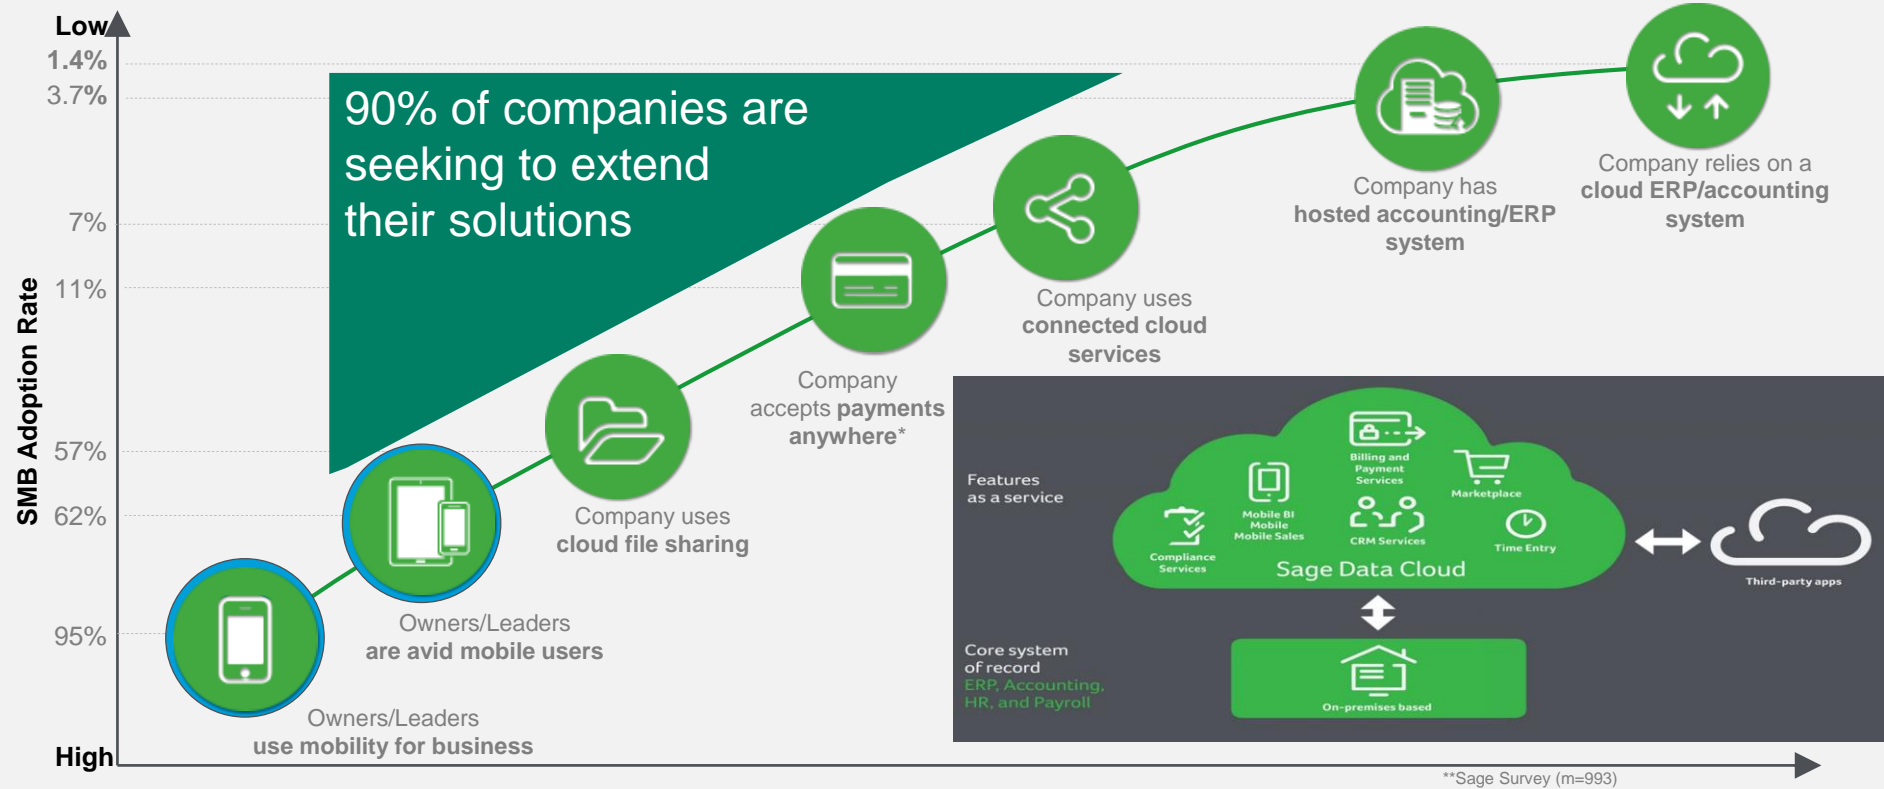 Low
1.4%
3.7%
7%
11%
57%
62%
95%
High
SMB Adoption Rate
90% of companies are
seeking to extend
their solutions
Owners/Leaders
use mobility for business
Owners/Leaders
are avid mobile users
Company uses
cloud file sharing
Company
accepts payments
anywhere*
Company uses
connected cloud
services
Company has
hosted accounting/ERP
system
Company relies on a
cloud ERP/accounting
system
Features
as a service
Billing and
Payment
Services
Marketplace
Mobile BI
Mobile
Mobile Sales
CRM Services
Time Entry
Compliance
Services
Sage Data Cloud
Third-party apps
Core system
of record
ERP, Accounting,
HR, and Payroll
On-premises based
**Sage Survey (m=993)